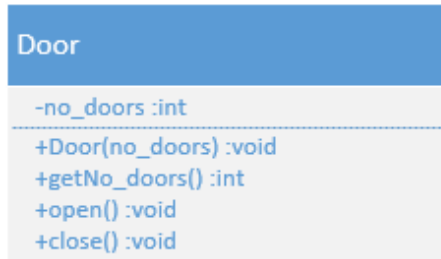 Door
-no_doors :int
+Door(no_doors) :void
+getNo_doors() :int
+open() :void
+close() :void